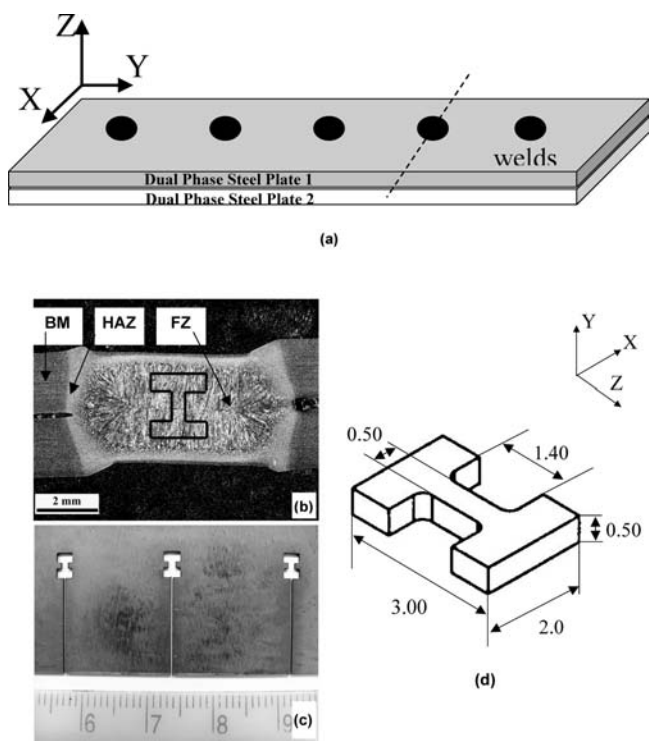 Z
Y
X
welds
Dual Phase Steel Plate 1
Dual Phase Steel Plate 2
(a)
BM HAZ FZ
2 mm
(b)
6 7 8 9
(c)
Y
X
Z
0.50
1.40
0.50
3.00
2.0
(d)